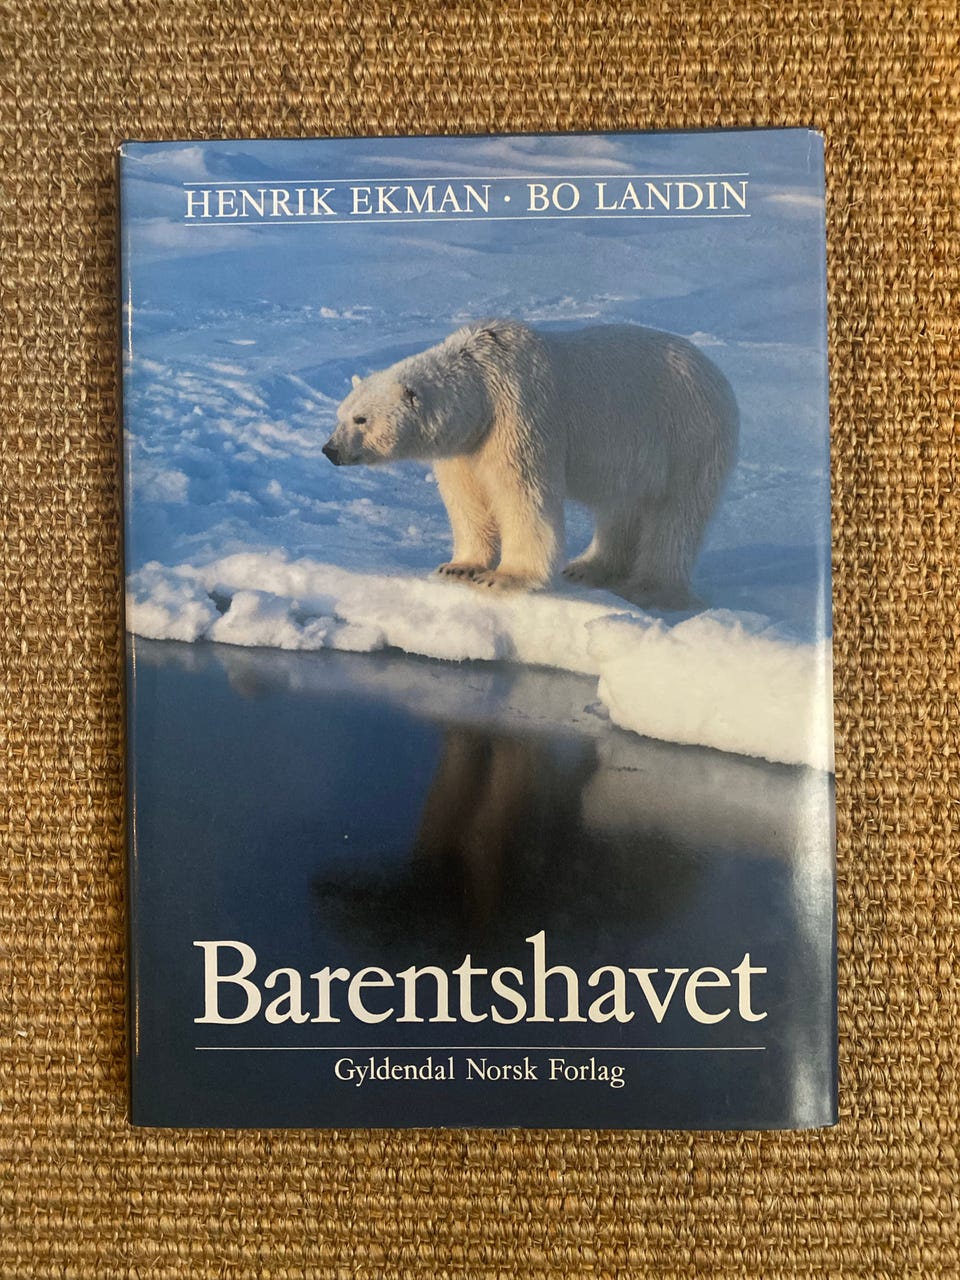 HENRIK EKMAN · BO LANDIN
Barentshavet
Gyldendal Norsk Forlag